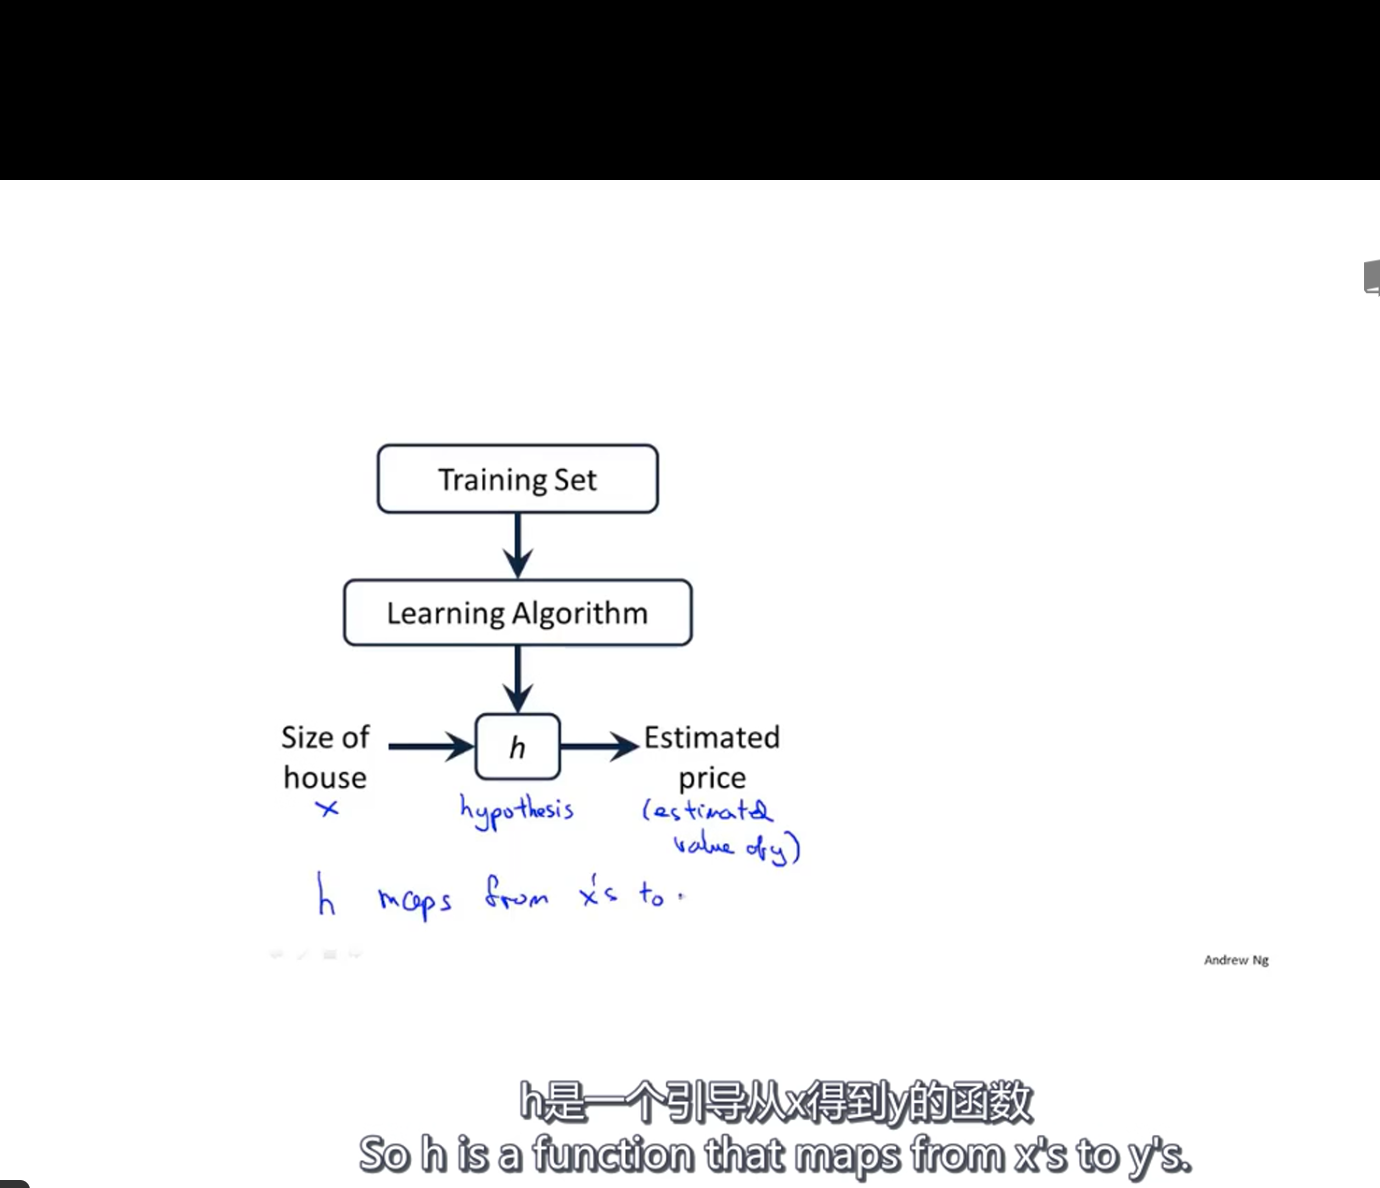 Training Set
Learning Algorithm
Size of
house
h
Estimated
price
x
hypothesis
(estimated
value of y)
h maps from x's to
Andrew Ng
h是一个引导从x得到y的函数
So h is a function that maps from x's to y's.